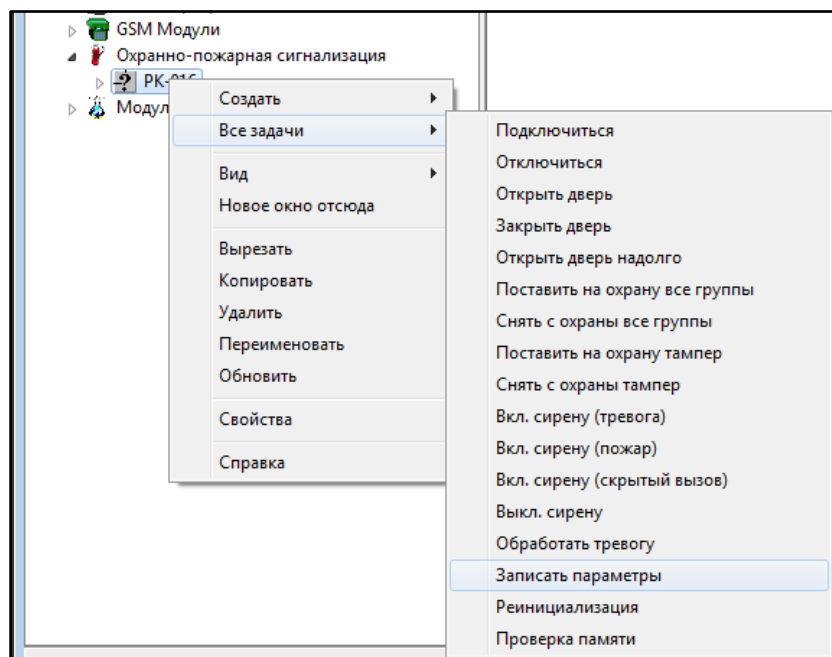 GSM Модули
Охранно-пожарная сигнализация
РК-016
Модул
Создать
Все задачи
Вид
Новое окно отсюда
Вырезать
Копировать
Удалить
Переименовать
Обновить
Свойства
Справка
Подключиться
Отключиться
Открыть дверь
Закрыть дверь
Открыть дверь надолго
Поставить на охрану все группы
Снять с охраны все группы
Поставить на охрану тампер
Снять с охраны тампер
Вкл. сирену (тревога)
Вкл. сирену (пожар)
Вкл. сирену (скрытый вызов)
Выкл. сирену
Обработать тревогу
Записать параметры
Реинициализация
Проверка памяти